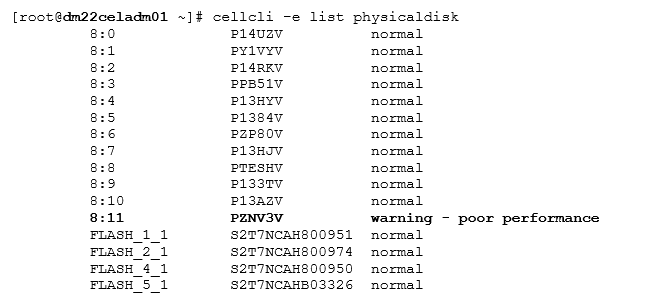 [root@dm22celadm01 ~]# cellcli -e list physicaldisk
8:0 P14UZV normal
8:1 PY1VYV normal
8:2 P14RKV normal
8:3 PPB51V normal
8:4 P13HYV normal
8:5 P1384V normal
8:6 PZP80V normal
8:7 P13HJV normal
8:8 PTESHV normal
8:9 P133TV normal
8:10 P13AZV normal
8:11 PZNV3V warning - poor performance
FLASH_1_1 S2T7NCAH800951 normal
FLASH_2_1 S2T7NCAH800974 normal
FLASH_4_1 S2T7NCAH800950 normal
FLASH_5_1 S2T7NCAHB03326 normal